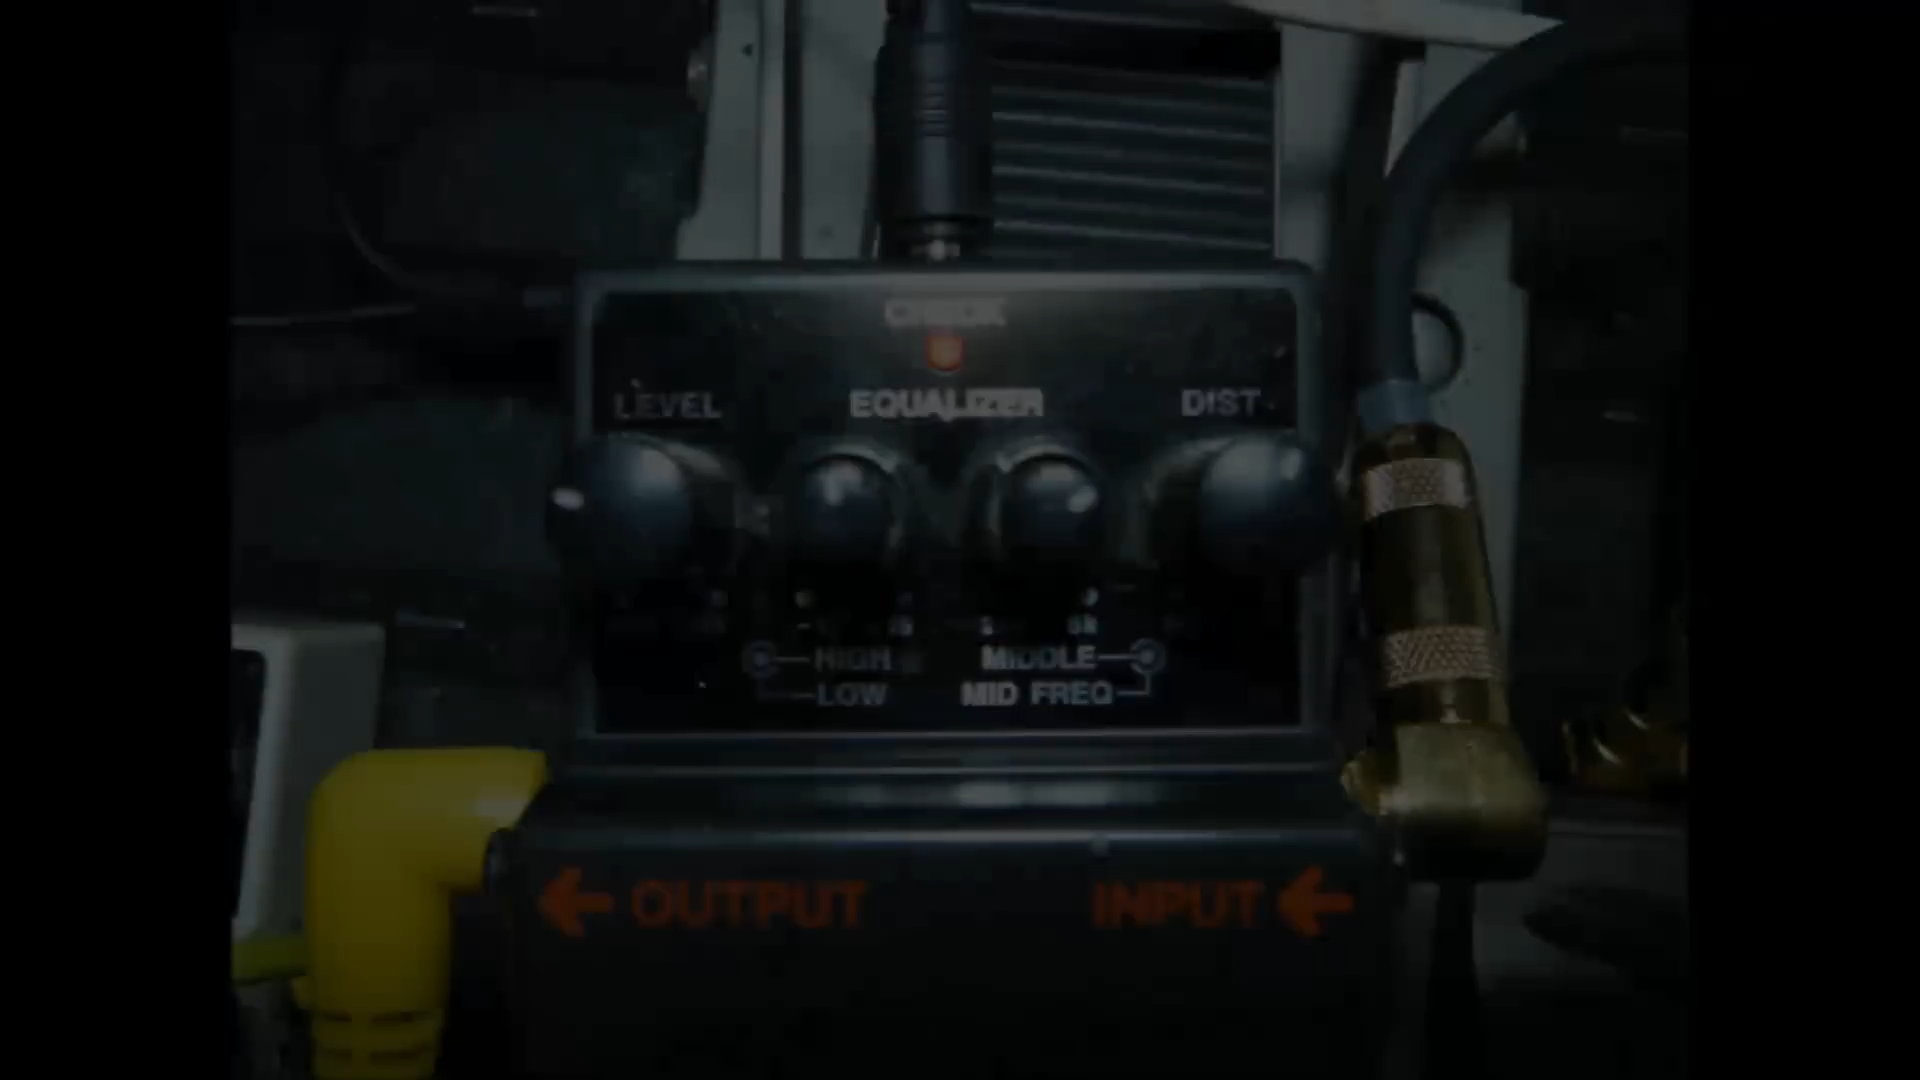 CHECK
LEVEL EQUALIZER DIST
HIGH MIDDLE
LOW MID FREQ
OUTPUT INPUT